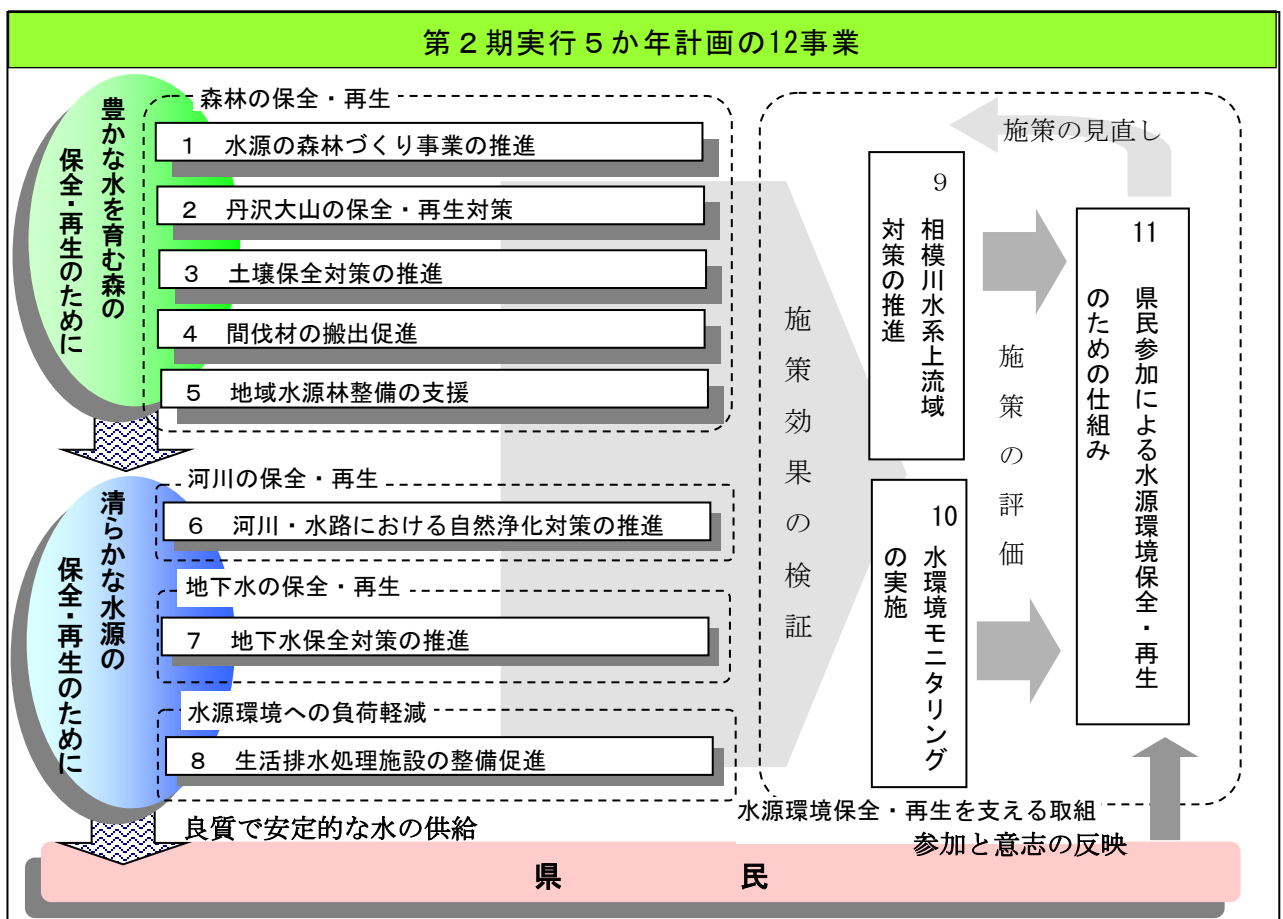 第２期実行５か年計画の12事業
豊かな水を育む森の
保全・再生のために
森林の保全・再生
１ 水源の森林づくり事業の推進
２ 丹沢大山の保全・再生対策
３ 土壌保全対策の推進
４ 間伐材の搬出促進
５ 地域水源林整備の支援
清らかな水源の
保全・再生のために
河川の保全・再生
６ 河川・水路における自然浄化対策の推進
地下水の保全・再生
７ 地下水保全対策の推進
水源環境への負荷軽減
８ 生活排水処理施設の整備促進
良質で安定的な水の供給
施策効果の検証
９ 相模川水系上流域
対策の推進
10 水環境モニタリング
の実施
施策の評価
施策の見直し
11 県民参加による水源環境保全・再生
のための仕組み
水源環境保全・再生を支える取組
参加と意志の反映
県 民